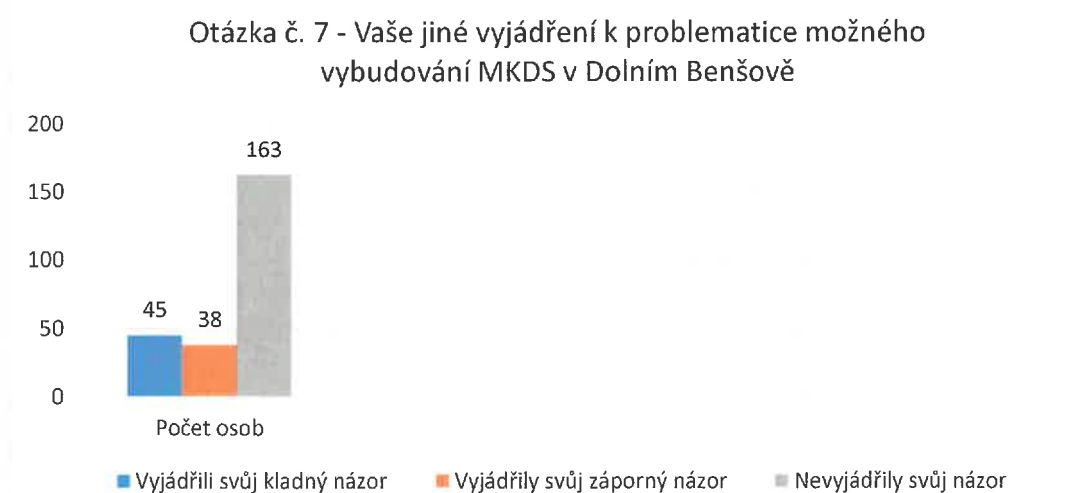 Otázka č. 7 - Vaše jiné vyjádření k problematice možného
vybudování MKDS v Dolním Benšově
200
163
150
100
45
38
50
0
Počet osob
Vyjádřili svůj kladný názor Vyjádřily svůj záporný názor Nevyjádřily svůj názor